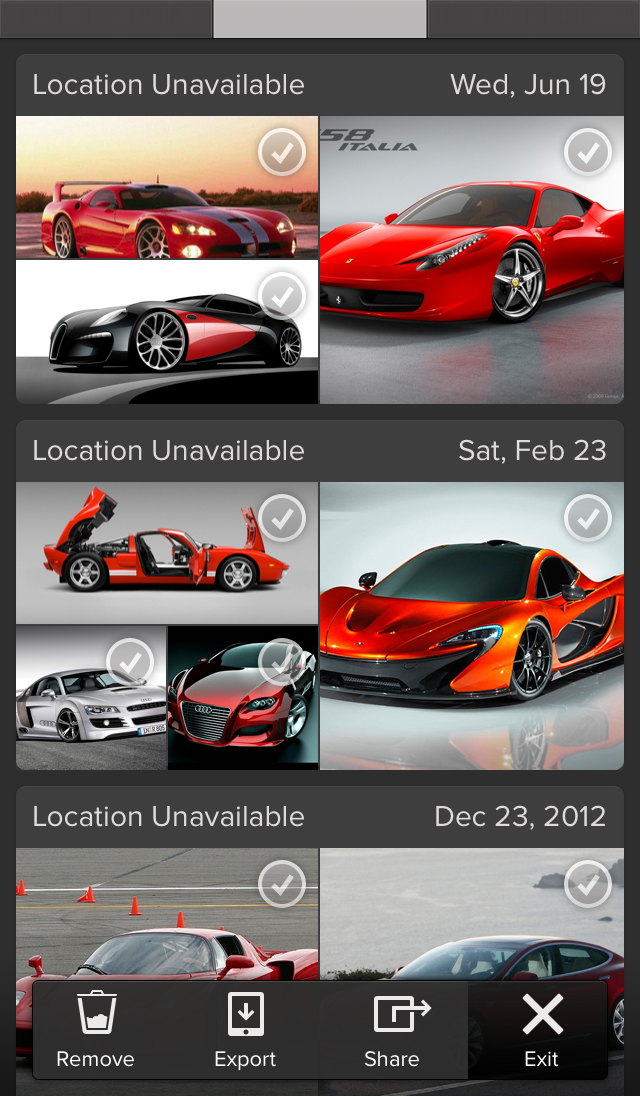 Location Unavailable
Wed, Jun 19
58
ITALIA
Location Unavailable
Sat, Feb 23
Location Unavailable
Dec 23, 2012
Remove
Export
Share
Exit